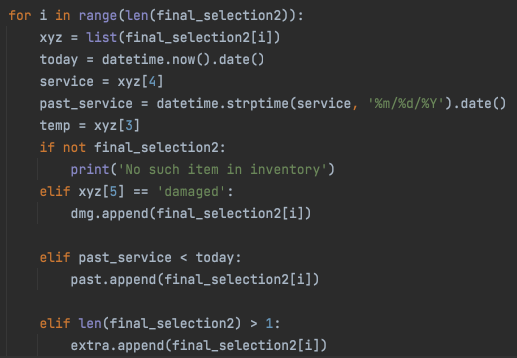 for i in range(len(final_selection2)):
    xyz = list(final_selection2[i])
    today = datetime.now().date()
    service = xyz[4]
    past_service = datetime.strptime(service, '%m/%d/%Y').date()
    temp = xyz[3]
    if not final_selection2:
        print('No such item in inventory')
    elif xyz[5] == 'damaged':
        dmg.append(final_selection2[i])

    elif past_service < today:
        past.append(final_selection2[i])

    elif len(final_selection2) > 1:
        extra.append(final_selection2[i])